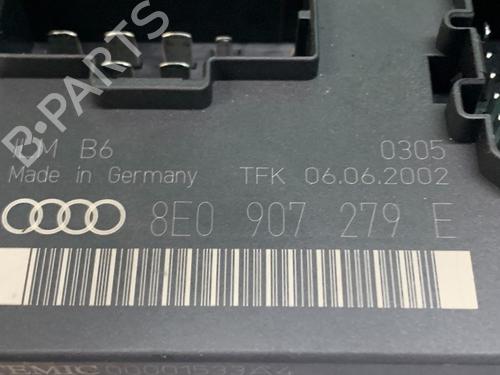 B-PARTS
B6 0305
Made in Germany TFK 06.06.2002
8E0 907 279 E